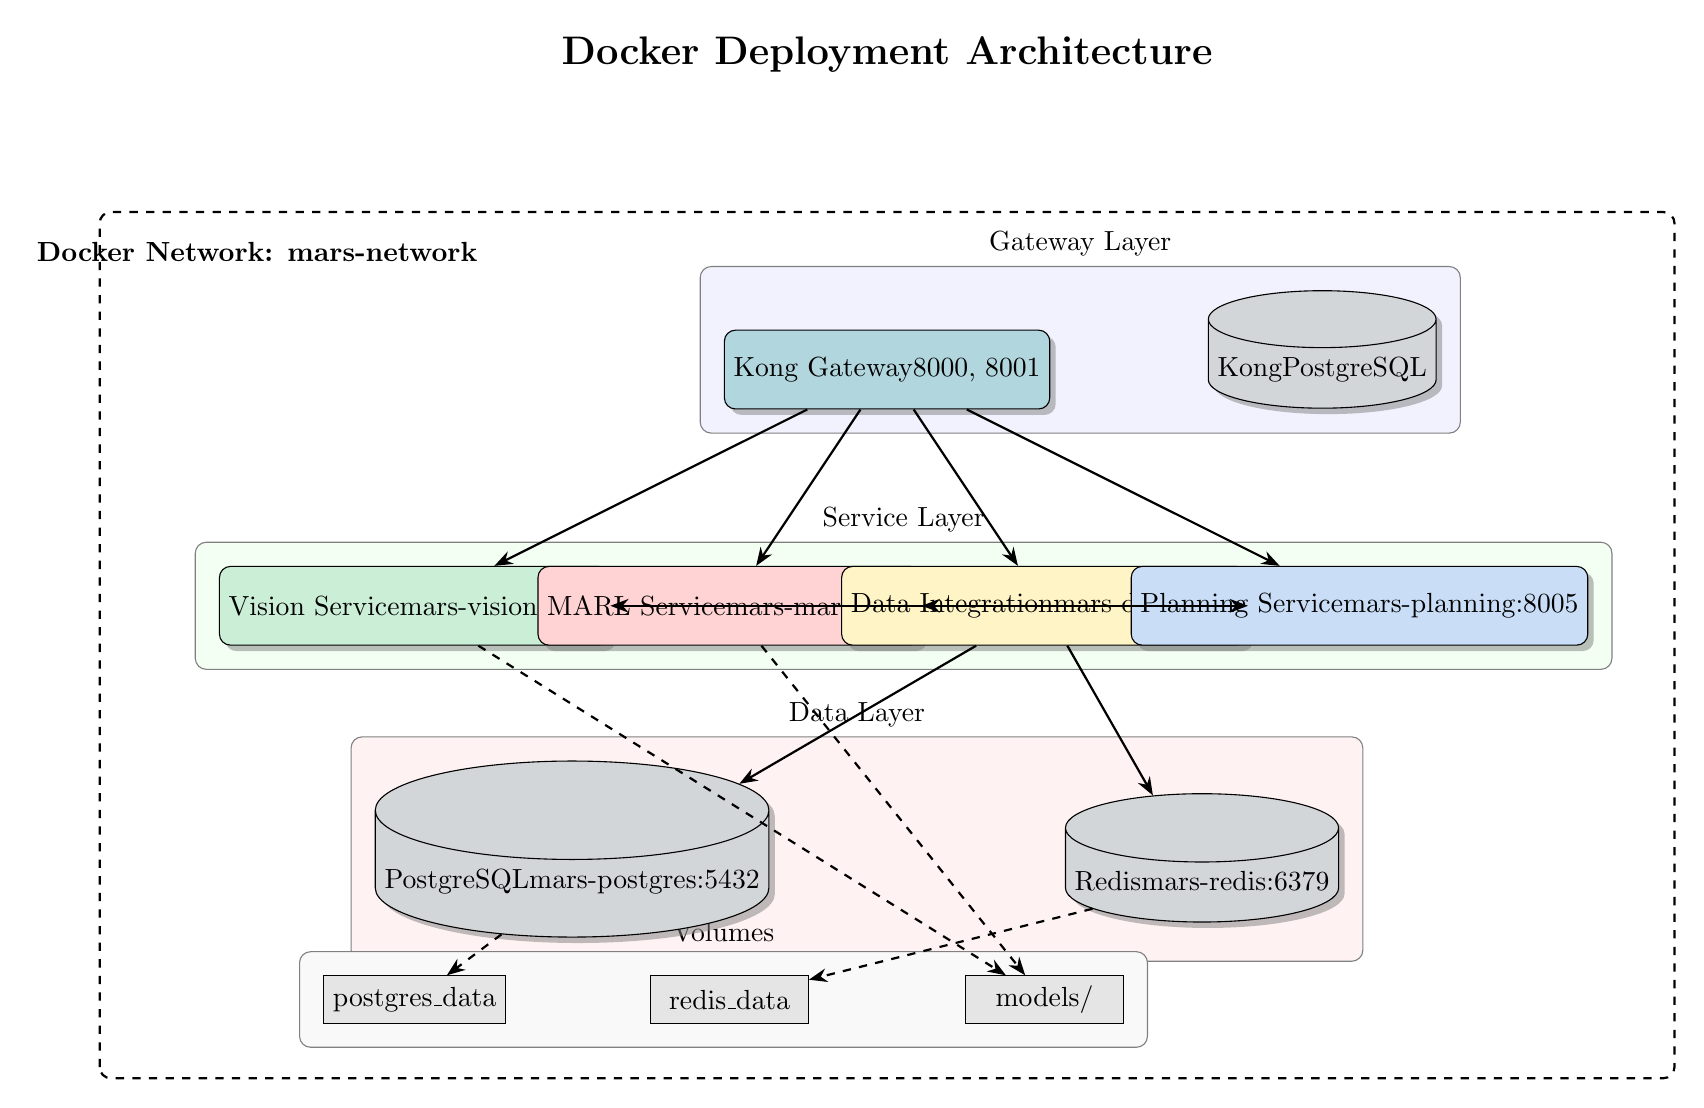 Docker Deployment Architecture
Docker Network: mars-network
Gateway Layer
Kong Gateway8000, 8001
KongPostgreSQL
Service Layer
Vision Servicemars-vision
MARL Servicemars-mar
Data Integrationmars d
Planning Servicemars-planning:8005
Data Layer
PostgreSQLmars-postgres:5432
Redismars-redis:6379
Volumes
postgres_data
redis_data
models/